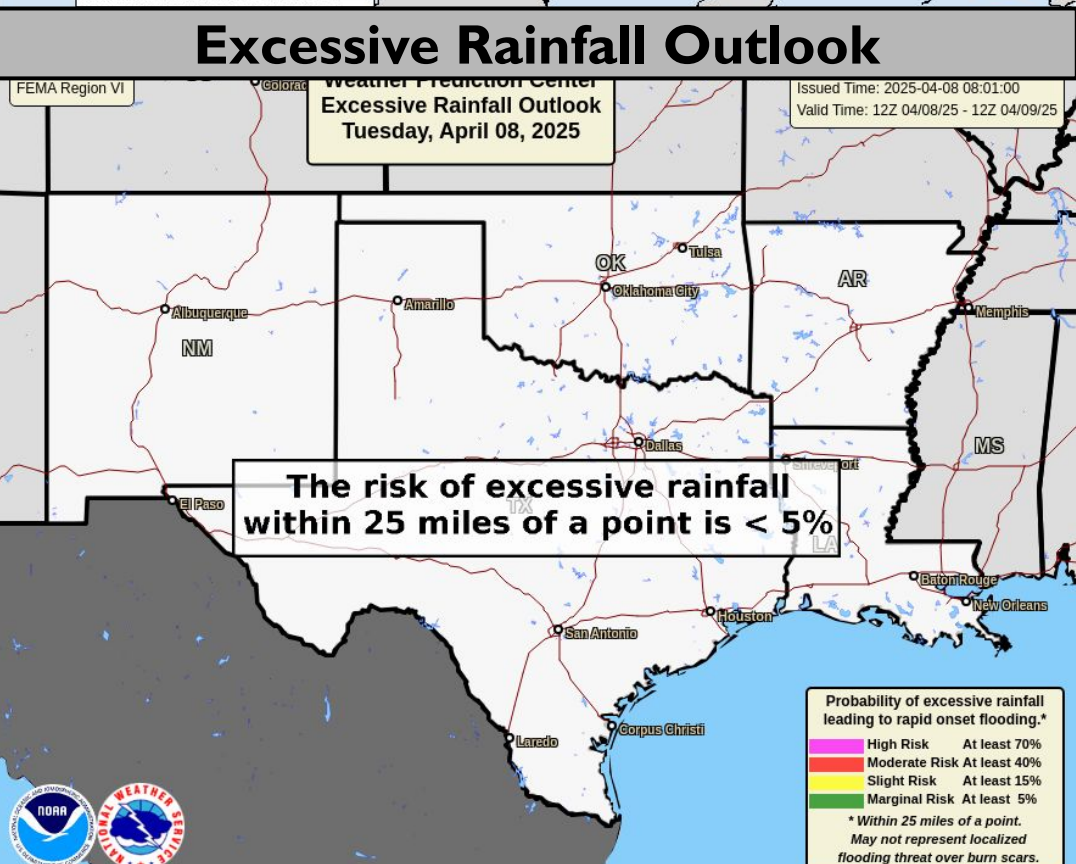 Excessive Rainfall Outlook
FEMA Region VI
Weather Prediction Center
Excessive Rainfall Outlook
Tuesday, April 08, 2025
Issued Time: 2025-04-08 08:01:00
Valid Time: 12Z 04/08/25 - 12Z 04/09/25
Colorad
Tulsa
OK
Oklahoma City
AR
Albuquerque
Amarillo
Memphis
NM
Dallas
MS
Shreveport
The risk of excessive rainfall
within 25 miles of a point is < 5%
El Paso
TX
LA
Baton Rouge
New Orleans
Houston
San Antonio
Corpus Christi
Laredo
Probability of excessive rainfall
leading to rapid onset flooding.*
High Risk At least 70%
Moderate Risk At least 40%
Slight Risk At least 15%
Marginal Risk At least 5%
* Within 25 miles of a point.
May not represent localized
flooding threat over burn scars.
NOAA
NATIONAL WEATHER SERVICE